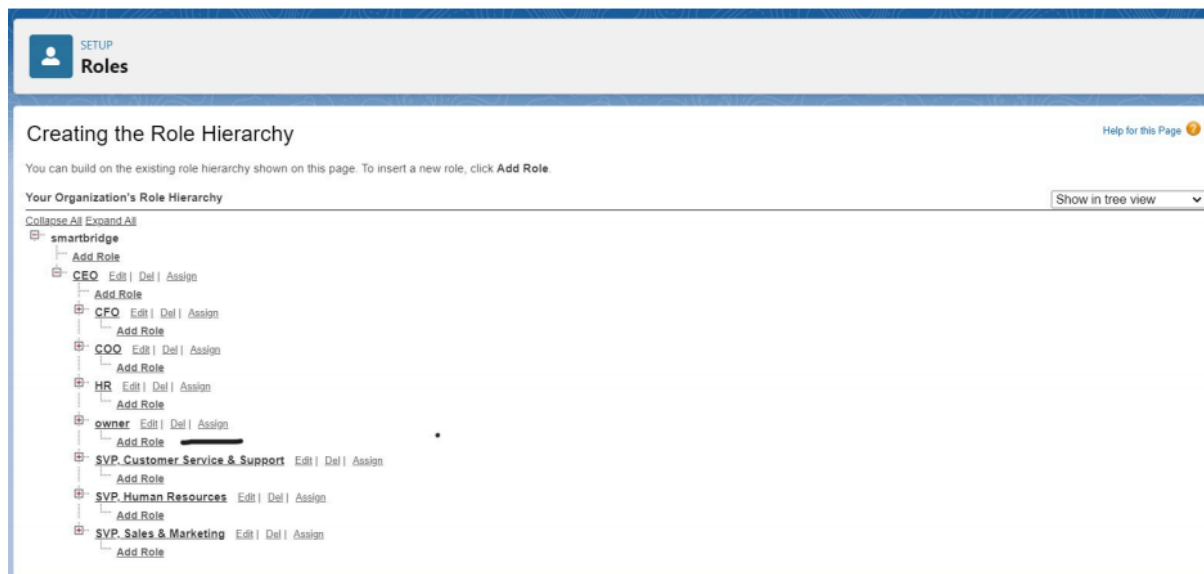 SETUP
Roles
Creating the Role Hierarchy
Help for this Page
You can build on the existing role hierarchy shown on this page. To insert a new role, click Add Role.
Your Organization's Role Hierarchy
Show in tree view
Collapse All Expand All
smartbridge
Add Role
CEO Edit | Del | Assign
Add Role
CFO Edit | Del | Assign
Add Role
COO Edit | Del | Assign
Add Role
HR Edit | Del | Assign
Add Role
owner Edit | Del | Assign
Add Role
SVP, Customer Service & Support Edit | Del | Assign
Add Role
SVP, Human Resources Edit | Del | Assign
Add Role
SVP, Sales & Marketing Edit | Del | Assign
Add Role